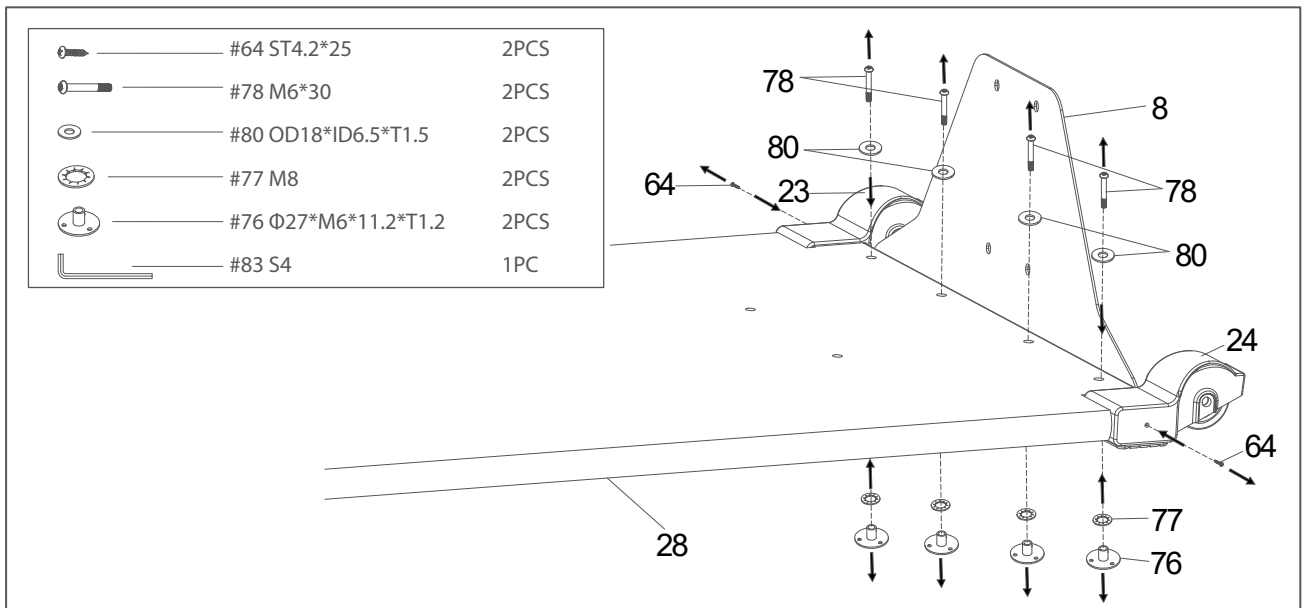 #64 ST4.2*25 2PCS
#78 M6*30 2PCS
#80 OD18*ID6.5*T1.5 2PCS
#77 M8 2PCS
#76 Φ27*M6*11.2*T1.2 2PCS
#83 S4 1PC
78
8
80
64
23
78
80
24
64
77
28
76